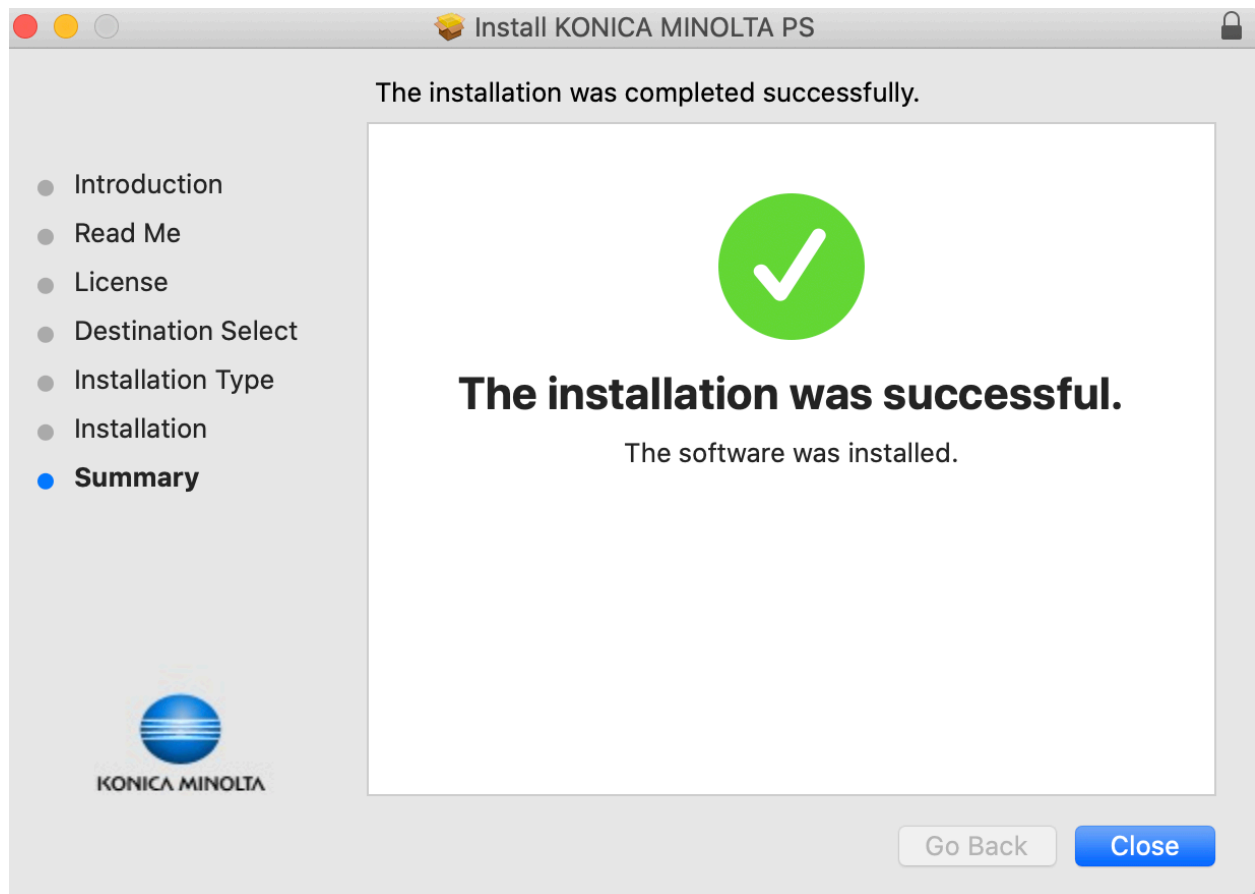 Install KONICA MINOLTA PS
The installation was completed successfully.
Introduction
Read Me
License
Destination Select
Installation Type
Installation
Summary
The installation was successful.
The software was installed.
KONICA MINOLTA
Go Back
Close